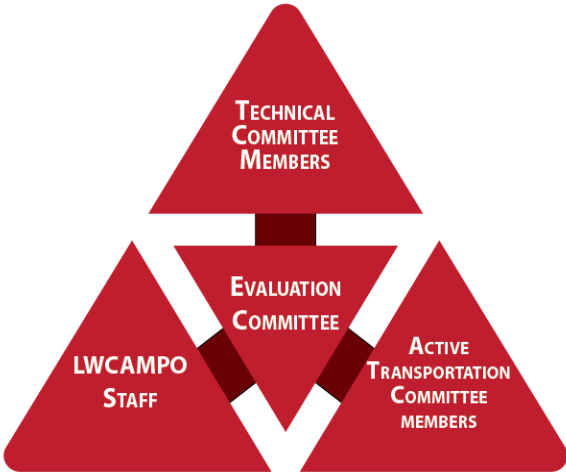 Technical
Committee
Members
Evaluation
Committee
LWCAMPO
Staff
Active
Transportation
Committee
members